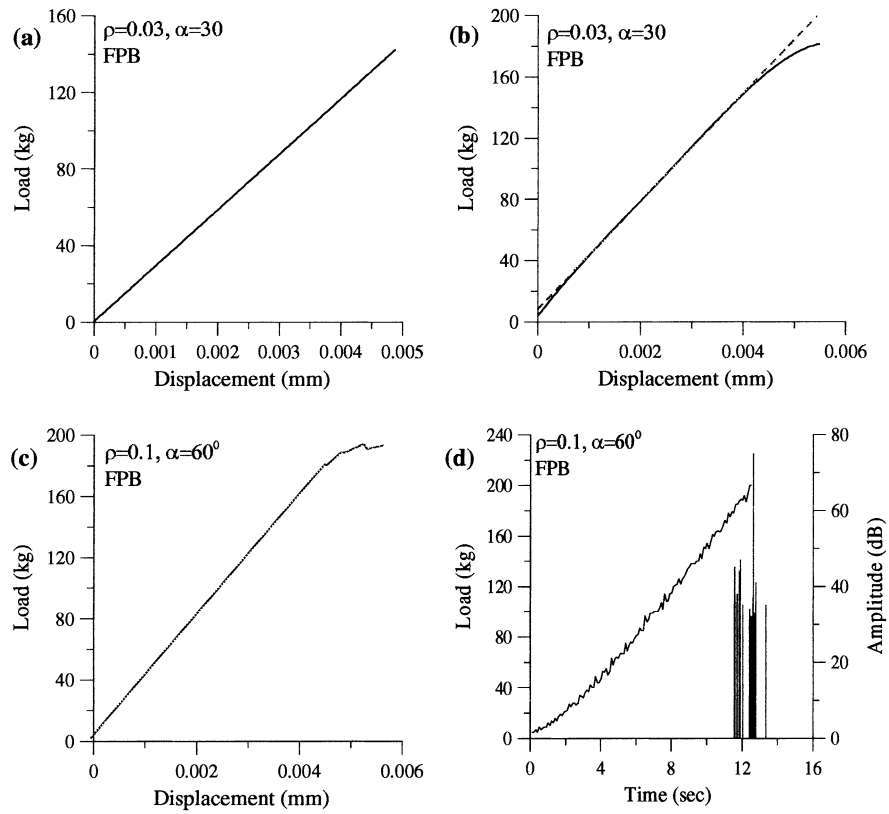 (a)
ρ=0.03, α=30
FPB
160
120
80
40
0
Load (kg)
0 0.001 0.002 0.003 0.004 0.005
Displacement (mm)
(b)
ρ=0.03, α=30
FPB
200
160
120
80
40
0
Load (kg)
0 0.002 0.004 0.006
Displacement (mm)
(c)
ρ=0.1, α=60⁰
FPB
200
160
120
80
40
0
Load (kg)
0 0.002 0.004 0.006
Displacement (mm)
(d)
ρ=0.1, α=60⁰
FPB
240
200
160
120
80
40
0
Load (kg)
80
60
40
20
0
Amplitude (dB)
0 4 8 12 16
Time (sec)